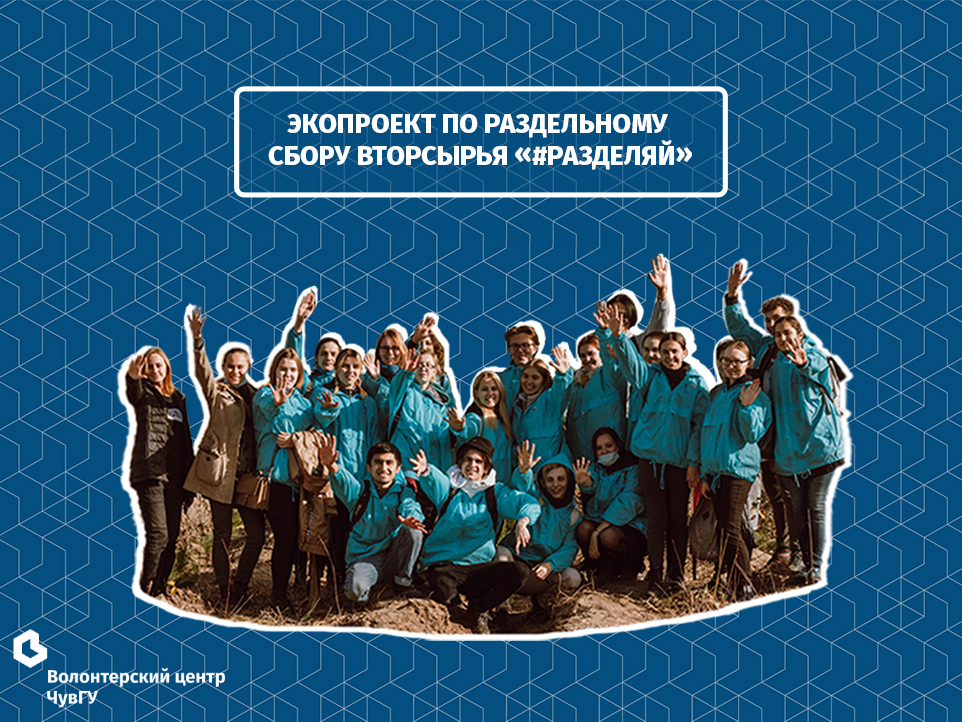 ЭКОПРОЕКТ ПО РАЗДЕЛЬНОМУ
СБОРУ ВТОРСЫРЬЯ «#РАЗДЕЛЯЙ»
Волонтерский центр
ЧувГУ